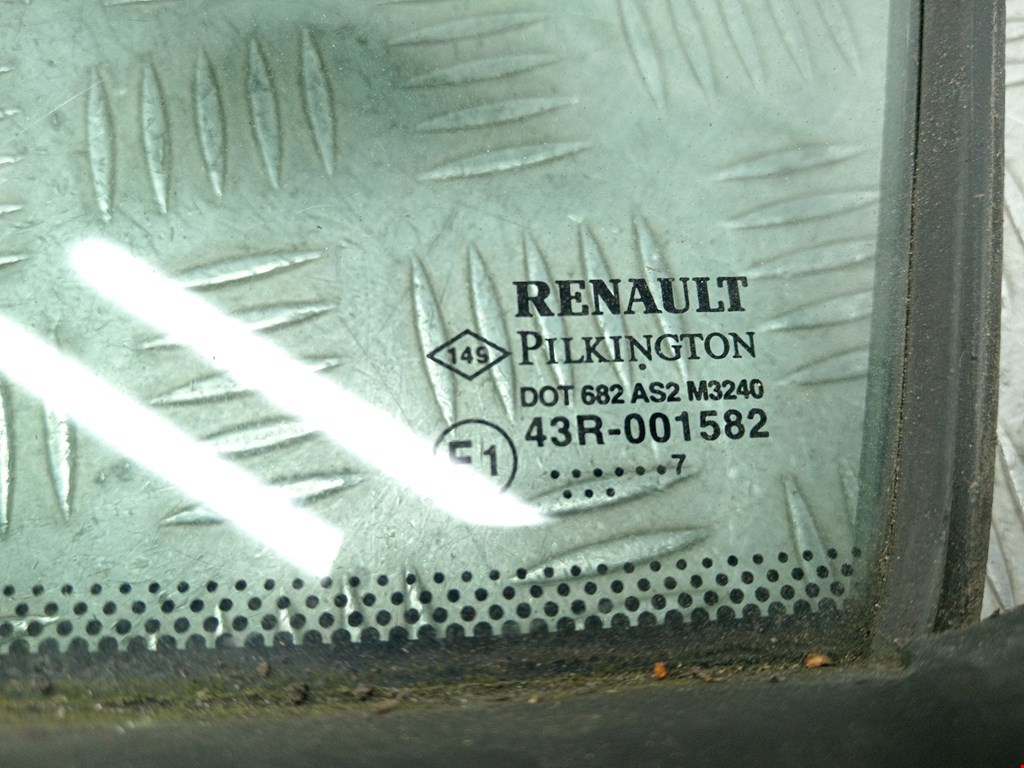 RENAULT
149 PILKINGTON
DOT 682 AS2 M3240
43R-001582
E1
.......7
...